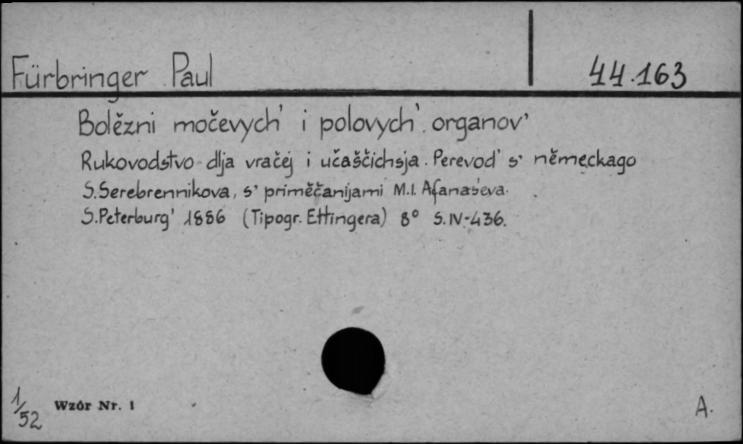 Fürbringer Paul 44.163
Bolězni močevych' i polovych'. organov'
Rukovodstvo dlja vračej i učaščichsja. Perevod' s' německago
S. Serebrennikova, s' priměčanijami M.I. Afanas'eva.
S. Peterburg' 1886 (Tipogr. Ettingera) 8° S. IV-436.
1/52 Wzór Nr. 1 A.